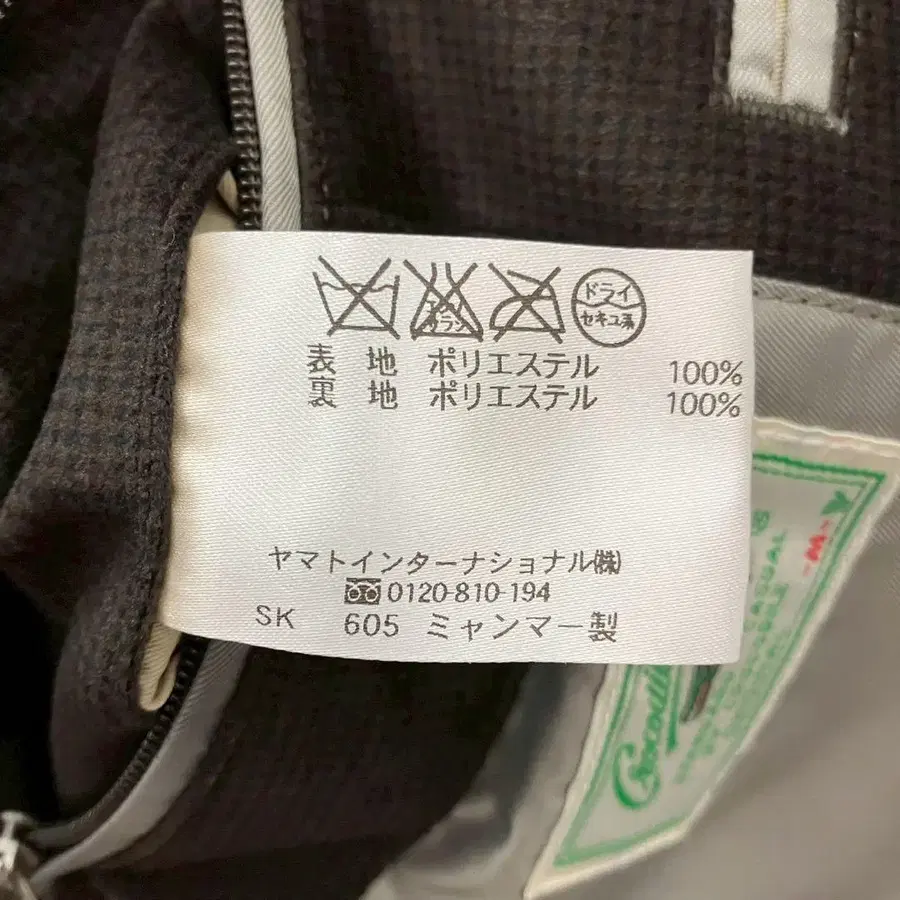 ドライ
セキユ系
表 地 ポリエステル 100%
裏 地 ポリエステル 100%
ヤマトインターナショナル㈱
0120-810-194
SK 605 ミャンマー製
CASUAL
M